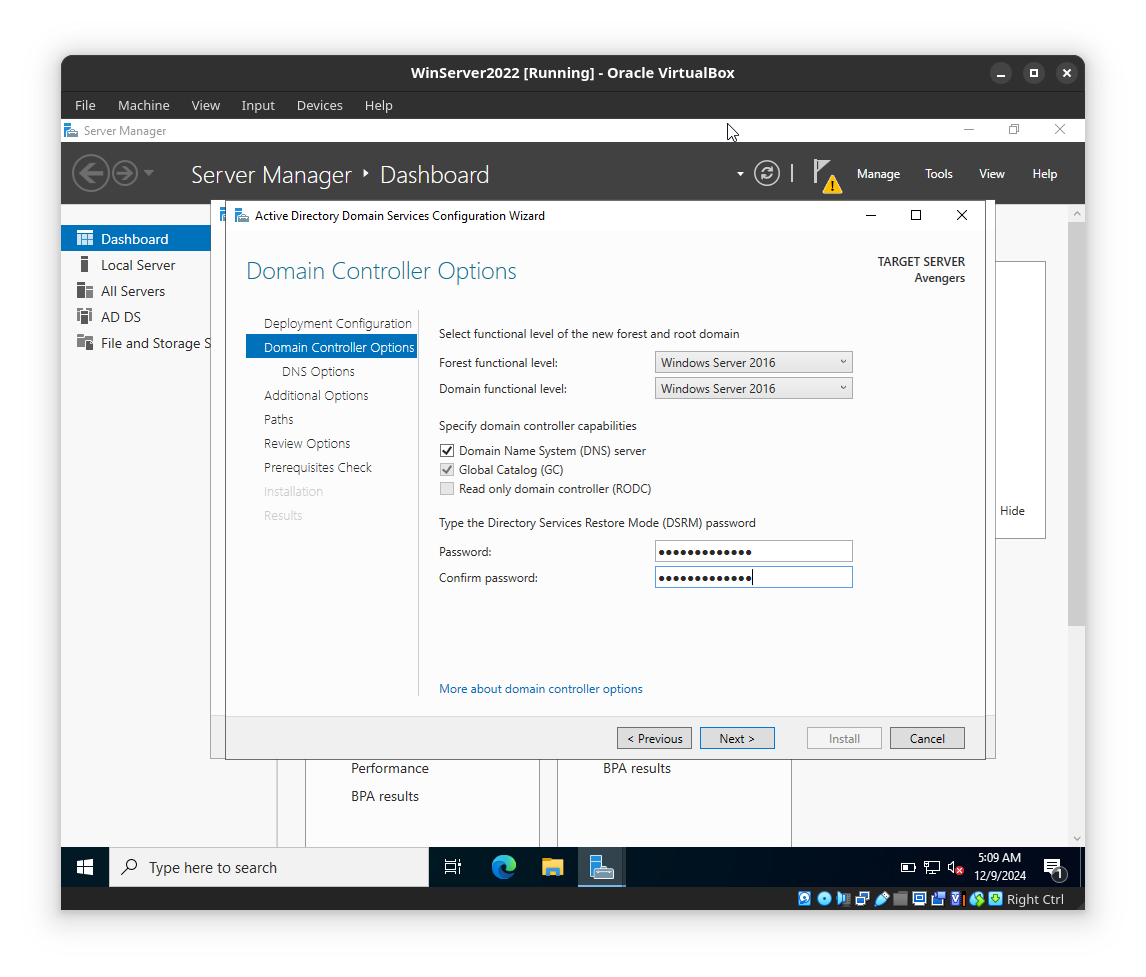 WinServer2022 [Running] - Oracle VirtualBox
File Machine View Input Devices Help
Server Manager
Server Manager ‣ Dashboard
Manage Tools View Help
Active Directory Domain Services Configuration Wizard
Dashboard
Local Server
All Servers
AD DS
File and Storage S
Domain Controller Options
TARGET SERVER
Avengers
Deployment Configuration
Domain Controller Options
DNS Options
Additional Options
Paths
Review Options
Prerequisites Check
Installation
Results
Select functional level of the new forest and root domain
Forest functional level: Windows Server 2016
Domain functional level: Windows Server 2016
Specify domain controller capabilities
Domain Name System (DNS) server
Global Catalog (GC)
Read only domain controller (RODC)
Type the Directory Services Restore Mode (DSRM) password
Password: •••••••••••••
Confirm password: •••••••••••••
More about domain controller options
Hide
< Previous Next > Install Cancel
Performance
BPA results
BPA results
Type here to search
5:09 AM
12/9/2024
1
Right Ctrl